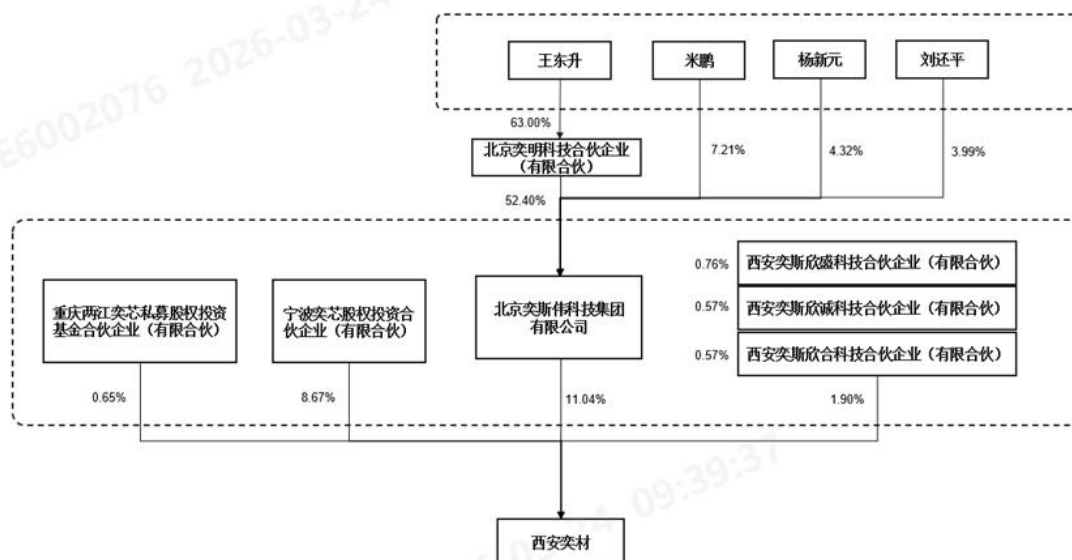 E6002076 2026-03-24
王东升
米鹏
杨新元
刘还平
63.00%
北京奕明科技合伙企业
（有限合伙）
7.21%
4.32%
3.99%
52.40%
重庆两江奕芯私募股权投资
基金合伙企业（有限合伙）
宁波奕芯股权投资合
伙企业（有限合伙）
北京奕斯伟科技集团
有限公司
0.76%
西安奕斯欣盛科技合伙企业（有限合伙）
0.57%
西安奕斯欣诚科技合伙企业（有限合伙）
0.57%
西安奕斯欣合科技合伙企业（有限合伙）
0.65%
8.67%
11.04%
1.90%
24 09:39:37
西安奕材